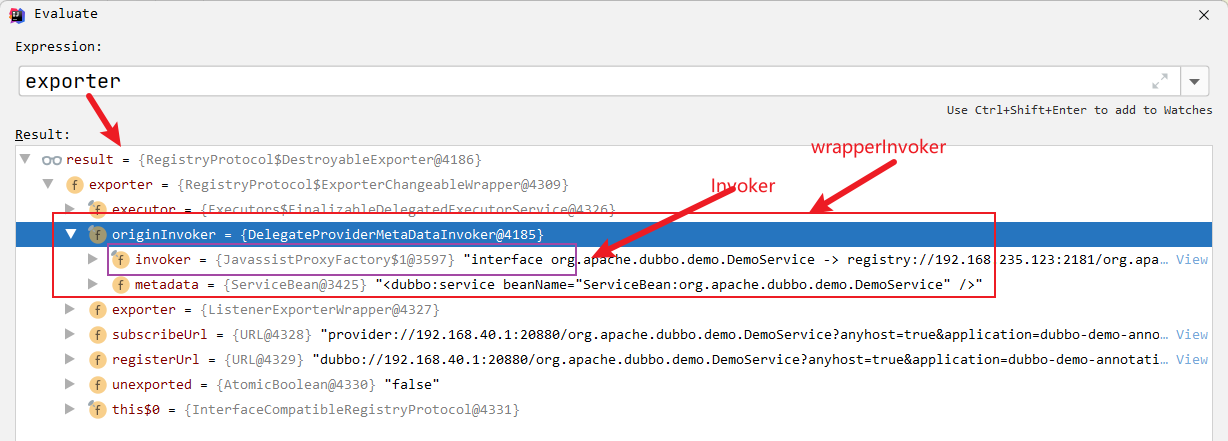 Evaluate
Expression:
exporter
Use Ctrl+Shift+Enter to add to Watches
Result:
wrapperInvoker
result = {RegistryProtocol$DestroyableExporter@4186}
Invoker
exporter = {RegistryProtocol$ExporterChangeableWrapper@4309}
executor = {Executors$FinalizableDelegatedExecutorService@4326}
originInvoker = {DelegateProviderMetaDataInvoker@4185}
invoker = {JavassistProxyFactory$1@3597} "interface org.apache.dubbo.demo.DemoService -> registry://192.168.235.123:2181/org.apa... View
metadata = {ServiceBean@3425} "<dubbo:service beanName="ServiceBean:org.apache.dubbo.demo.DemoService" />"
exporter = {ListenerExporterWrapper@4327}
subscribeUrl = {URL@4328} "provider://192.168.40.1:20880/org.apache.dubbo.demo.DemoService?anyhost=true&application=dubbo-demo-anno... View
registerUrl = {URL@4329} "dubbo://192.168.40.1:20880/org.apache.dubbo.demo.DemoService?anyhost=true&application=dubbo-demo-annotati... View
unexported = {AtomicBoolean@4330} "false"
this$0 = {InterfaceCompatibleRegistryProtocol@4331}